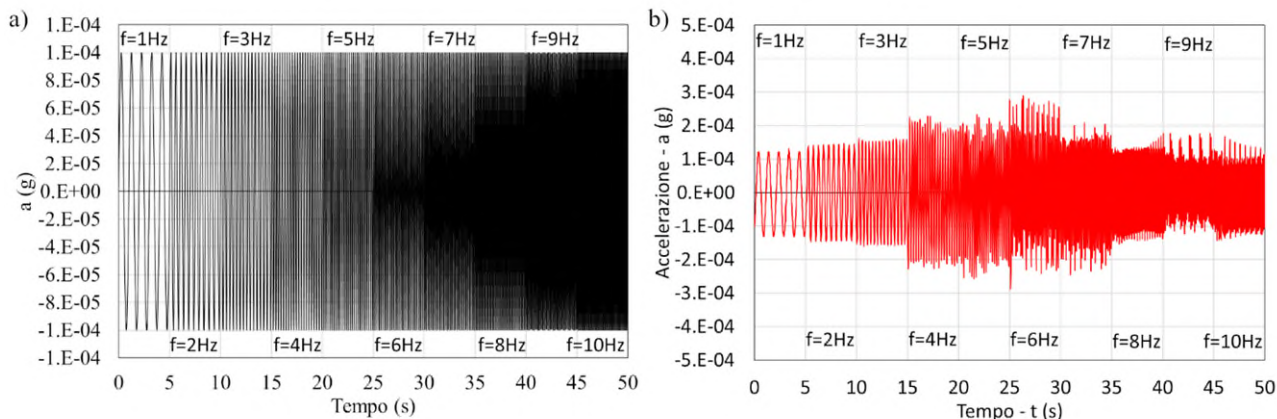 a)
1.E-04
f=1Hz f=3Hz f=5Hz f=7Hz f=9Hz
1.E-04
8.E-05
6.E-05
4.E-05
2.E-05
0.E+00
-2.E-05
-4.E-05
-6.E-05
-8.E-05
-1.E-04
-1.E-04
a (g)
f=2Hz f=4Hz f=6Hz f=8Hz f=10Hz
0 5 10 15 20 25 30 35 40 45 50
Tempo (s)
b)
5.E-04
f=1Hz f=3Hz f=5Hz f=7Hz f=9Hz
4.E-04
3.E-04
2.E-04
1.E-04
0.E+00
-1.E-04
-2.E-04
-3.E-04
-4.E-04
-5.E-04
Accelerazione - a (g)
f=2Hz f=4Hz f=6Hz f=8Hz f=10Hz
0 5 10 15 20 25 30 35 40 45 50
Tempo - t (s)